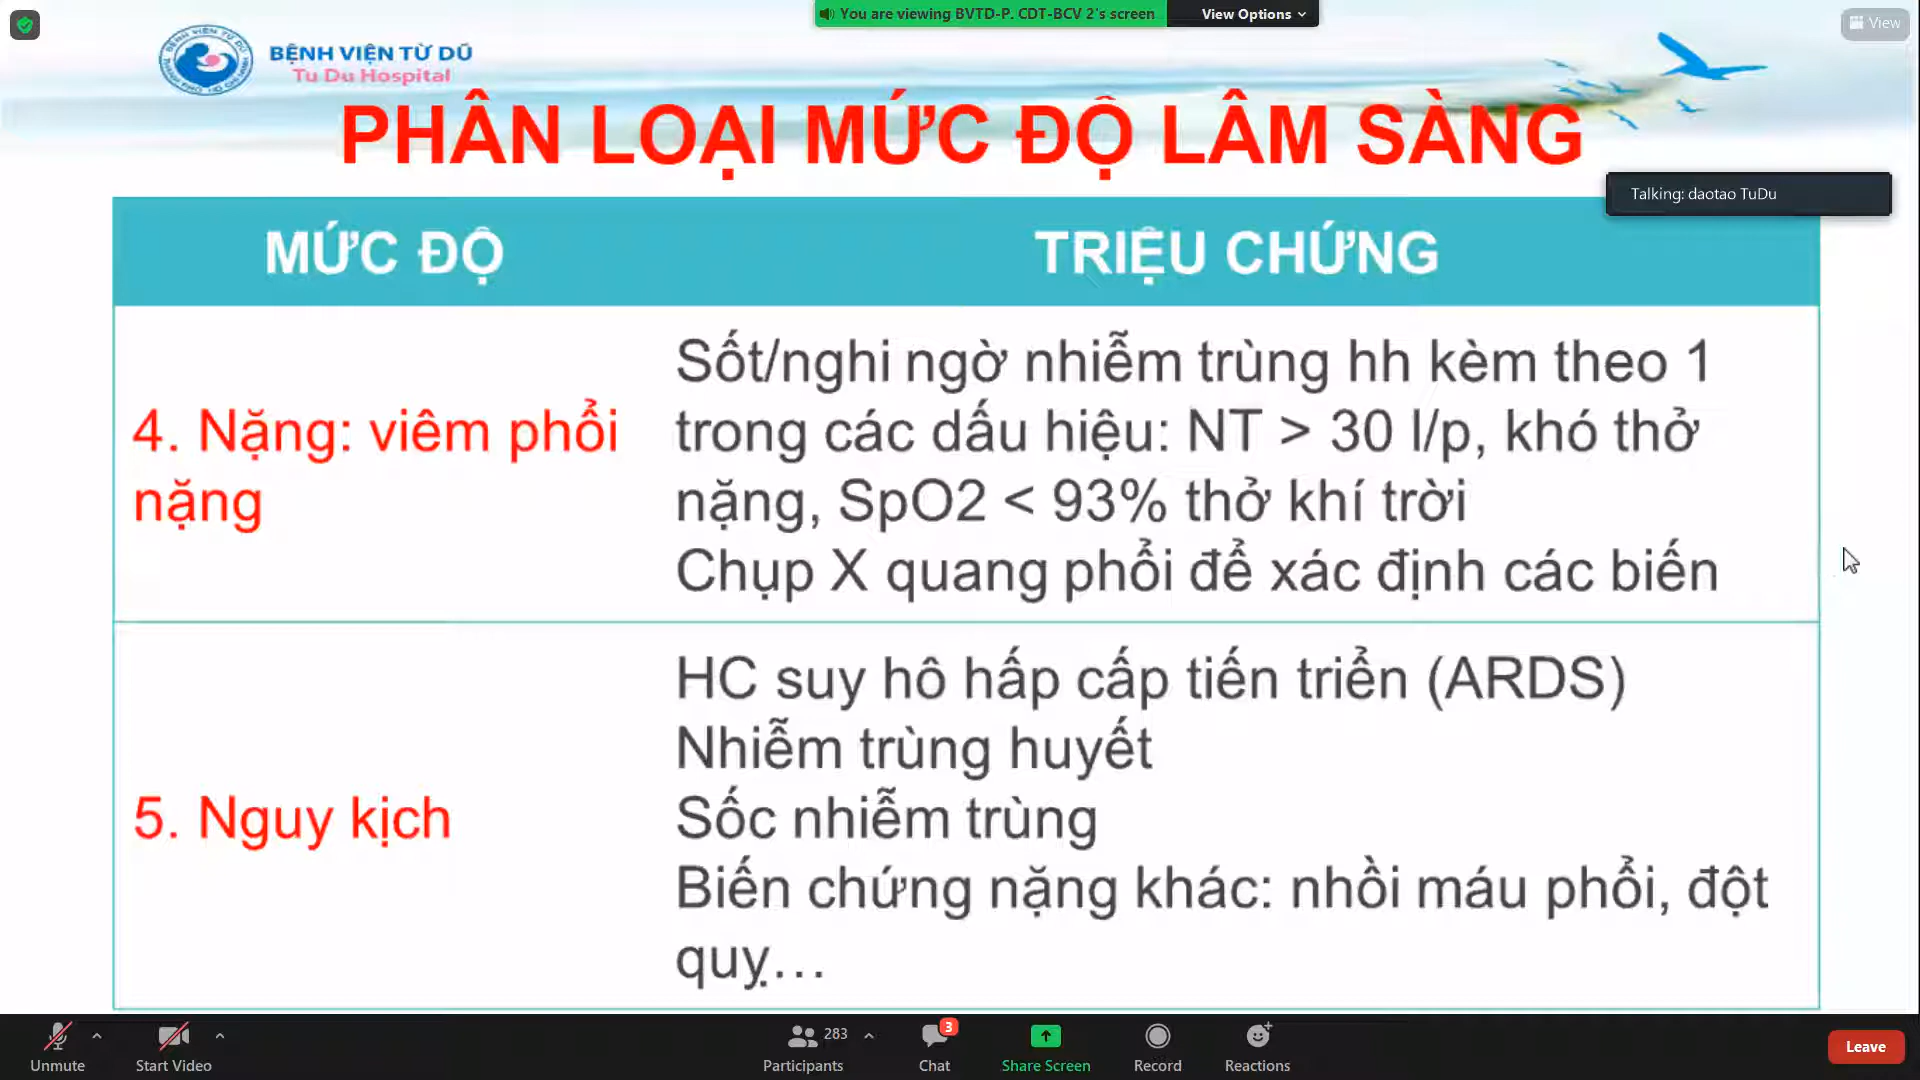 You are viewing BVTD-P. CDT-BCV 2's screen
View Options
View
BỆNH VIỆN TỪ DŨ
Tu Du Hospital
PHÂN LOẠI MỨC ĐỘ LÂM SÀNG
Talking: daotao TuDu
MỨC ĐỘ
TRIỆU CHỨNG
4. Nặng: viêm phổi
nặng
Sốt/nghi ngờ nhiễm trùng hh kèm theo 1
trong các dấu hiệu: NT > 30 l/p, khó thở
nặng, SpO2 < 93% thở khí trời
Chụp X quang phổi để xác định các biến
5. Nguy kịch
HC suy hô hấp cấp tiến triển (ARDS)
Nhiễm trùng huyết
Sốc nhiễm trùng
Biến chứng nặng khác: nhồi máu phổi, đột
quỵ…
Unmute
Start Video
283
Participants
3
Chat
Share Screen
Record
Reactions
Leave